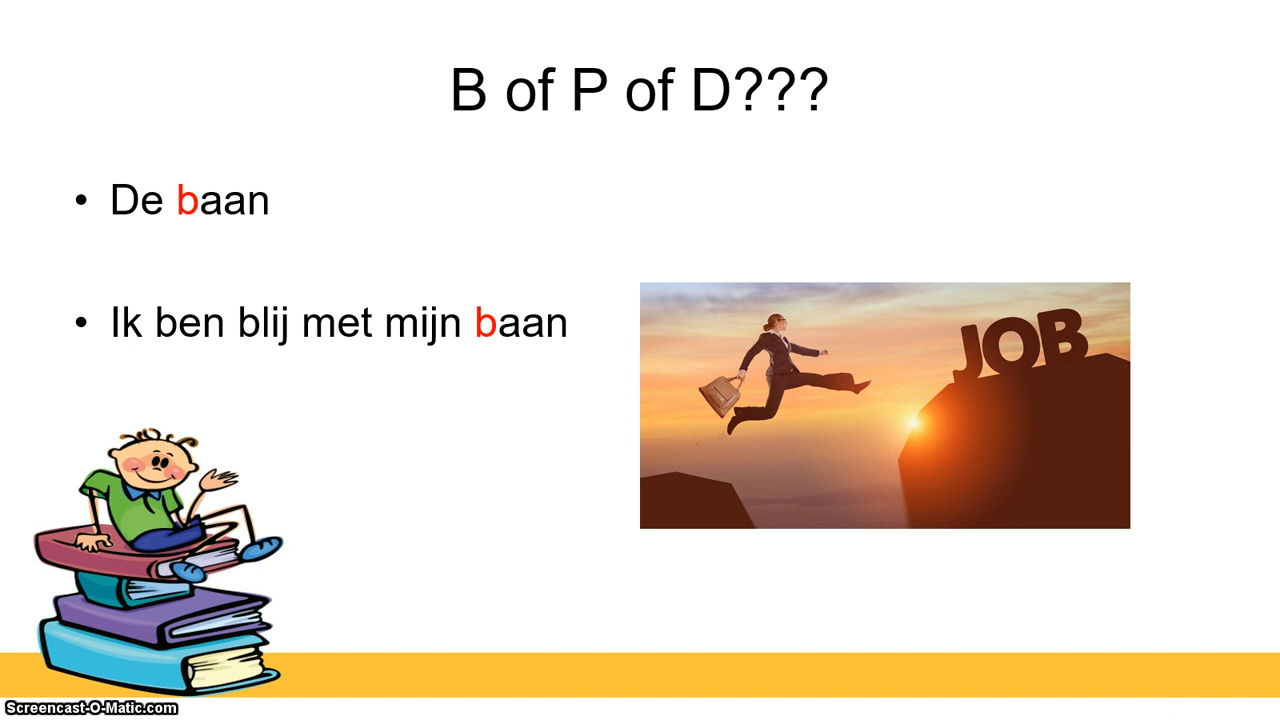 B of P of D???
• De baan
• Ik ben blij met mijn baan
JOB
Screencast-O-Matic.com